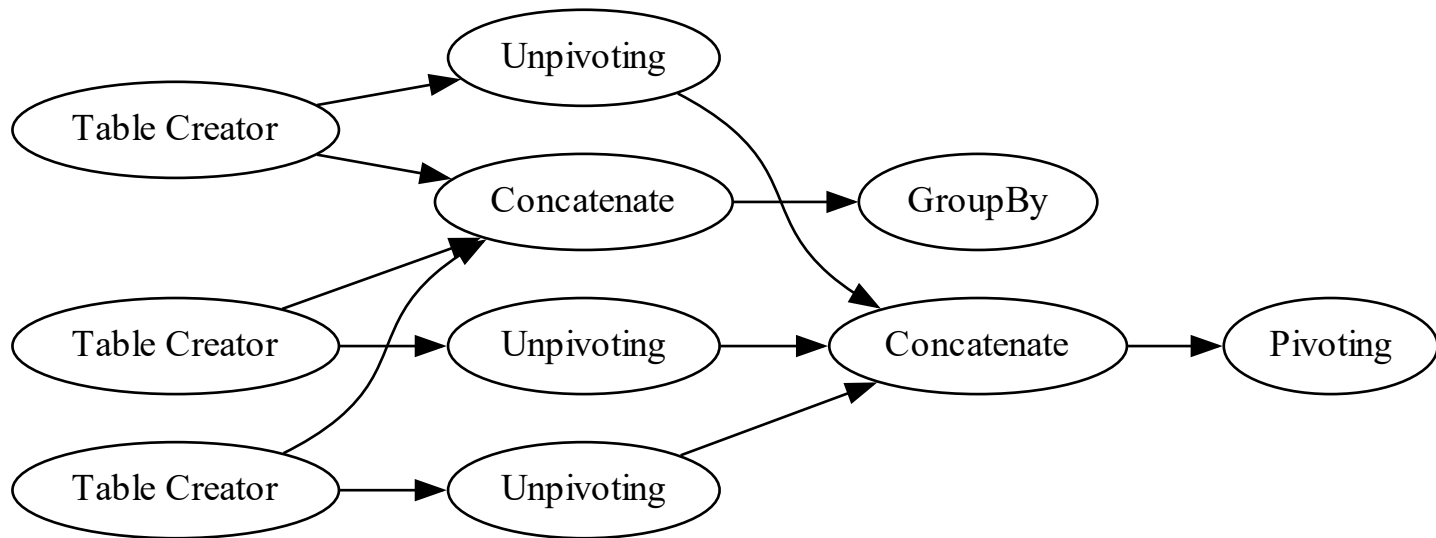 Unpivoting
Table Creator
Concatenate
GroupBy
Table Creator
Unpivoting
Concatenate
Pivoting
Table Creator
Unpivoting